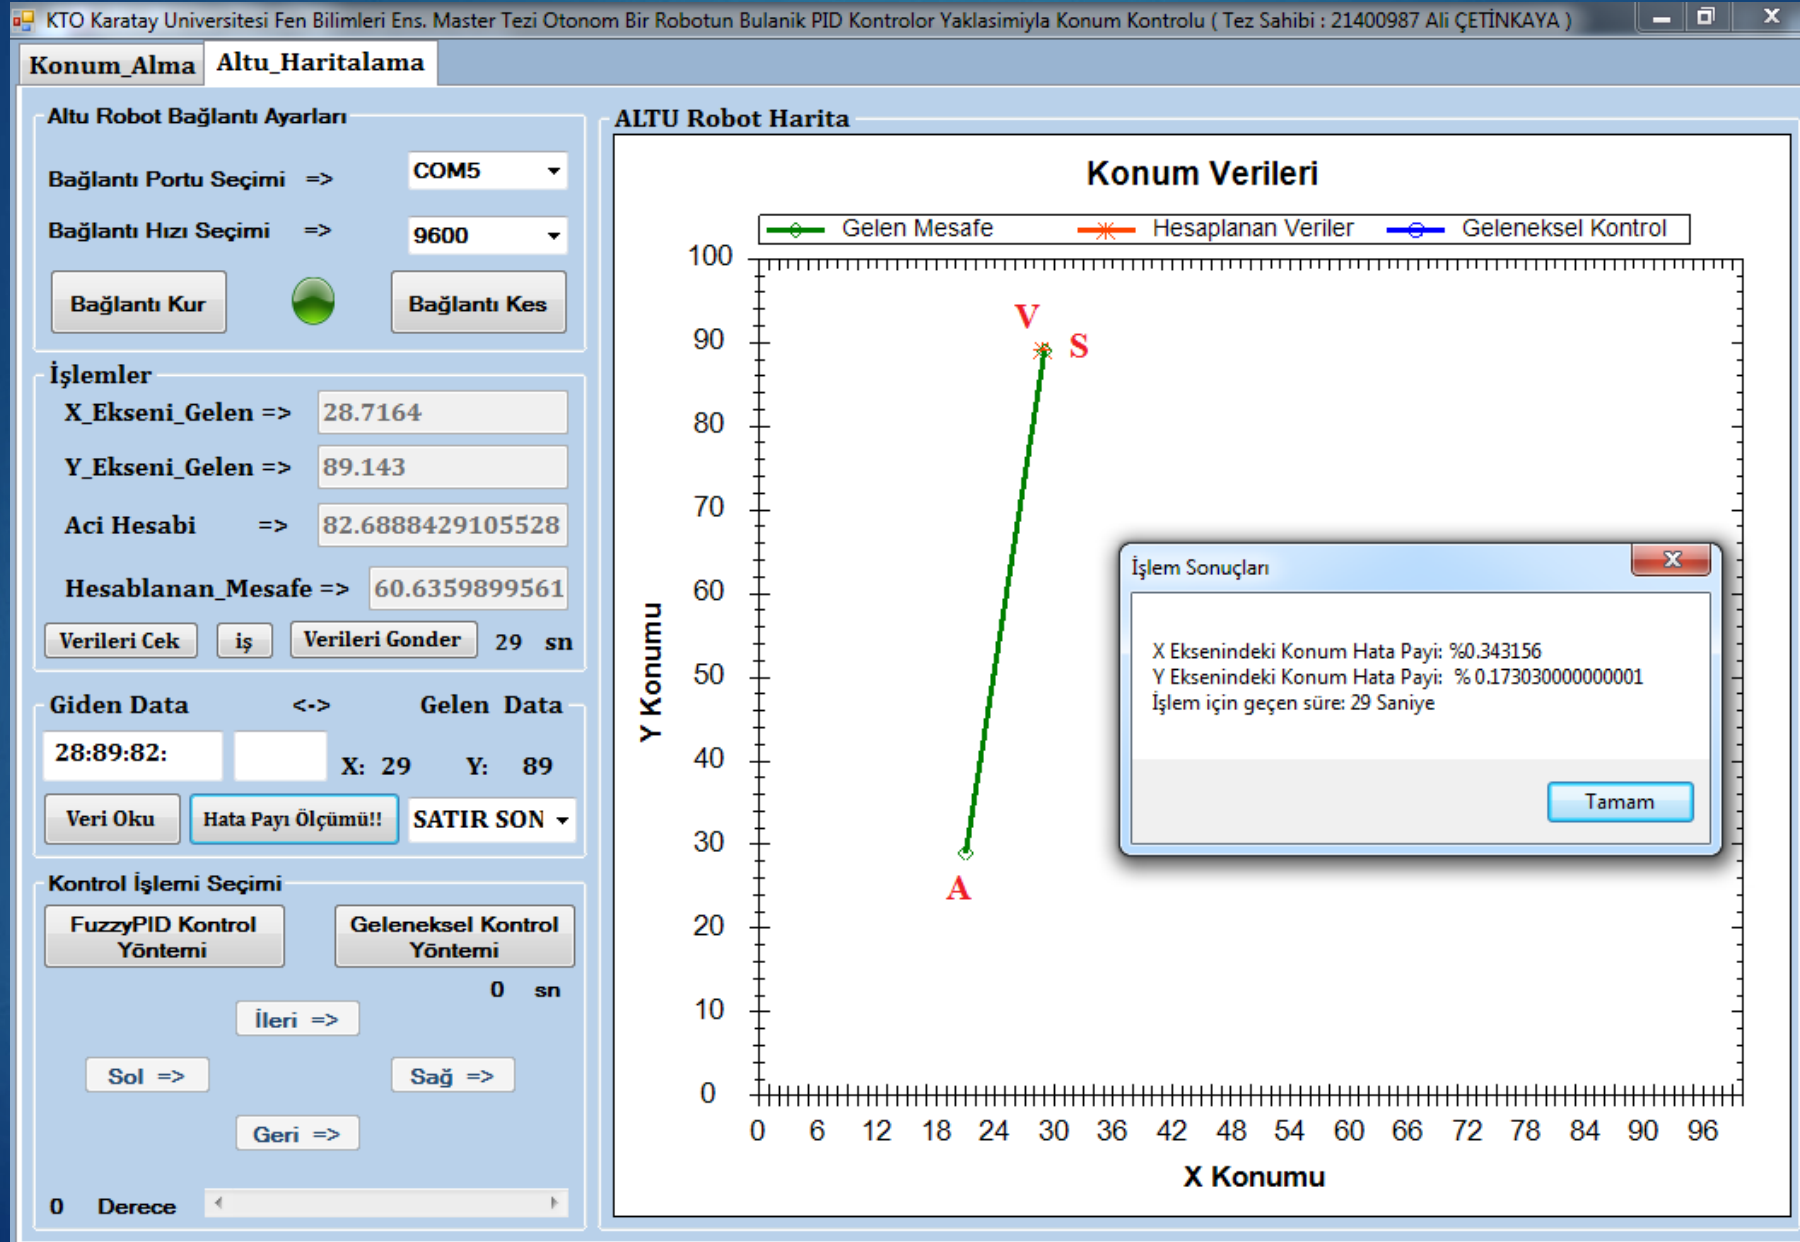 KTO Karatay Universitesi Fen Bilimleri Ens. Master Tezi Otonom Bir Robotun Bulanik PID Kontrolor Yaklasimiyla Konum Kontrolu ( Tez Sahibi : 21400987 Ali ÇETİNKAYA )
Konum_Alma Altu_Haritalama
Altu Robot Bağlantı Ayarları
Bağlantı Portu Seçimi => COM5
Bağlantı Hızı Seçimi => 9600
Bağlantı Kur Bağlantı Kes
İşlemler
X_Ekseni_Gelen => 28.7164
Y_Ekseni_Gelen => 89.143
Aci Hesabi => 82.6888429105528
Hesablanan_Mesafe => 60.6359899561
Verileri Cek iş Verileri Gonder 29 sn
Giden Data <-> Gelen Data
28:89:82: X: 29 Y: 89
Veri Oku Hata Payı Ölçümü!! SATIR SON
Kontrol İşlemi Seçimi
FuzzyPID Kontrol Yöntemi
Geleneksel Kontrol Yöntemi
0 sn
İleri =>
Sol => Sağ =>
Geri =>
0 Derece
ALTU Robot Harita
Konum Verileri
Gelen Mesafe Hesaplanan Veriler Geleneksel Kontrol
100
90
80
70
60
50
40
30
20
10
0
Y Konumu
V
S
A
0 6 12 18 24 30 36 42 48 54 60 66 72 78 84 90 96
X Konumu
İşlem Sonuçları
X Eksenindeki Konum Hata Payi: %0.343156
Y Eksenindeki Konum Hata Payi: % 0.173030000000001
İşlem için geçen süre: 29 Saniye
Tamam